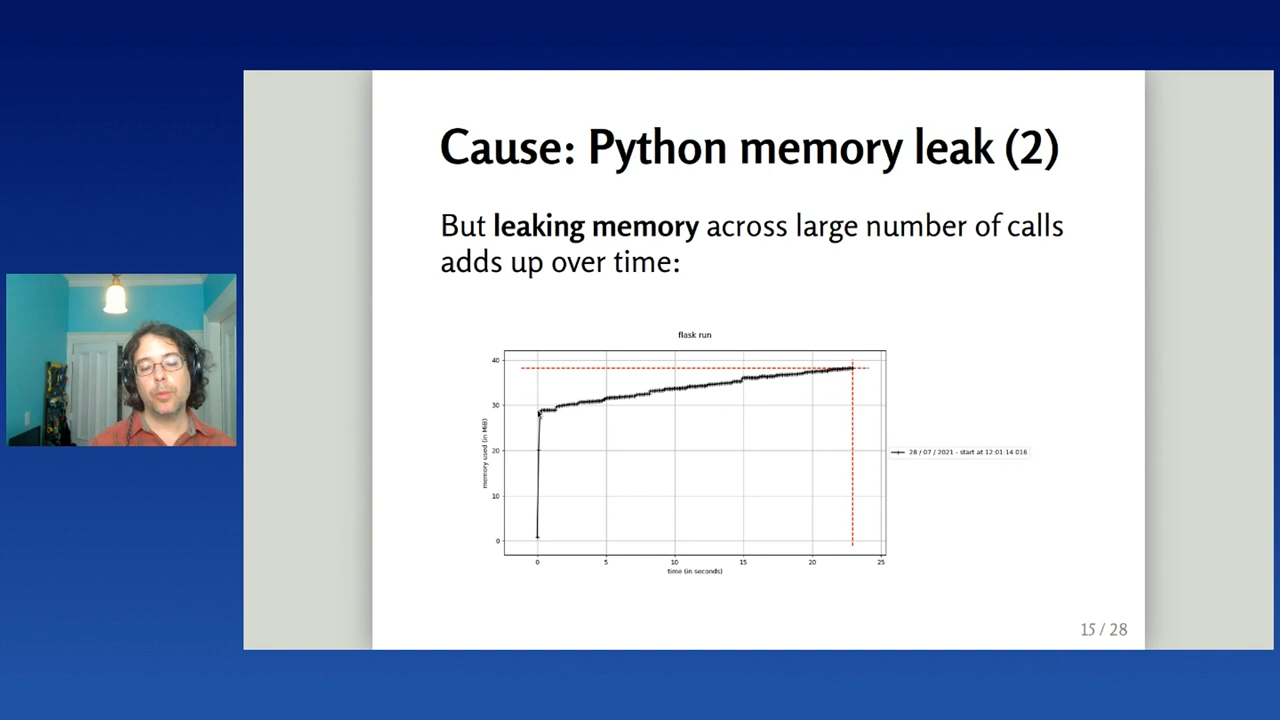 Cause: Python memory leak (2)
But leaking memory across large number of calls
adds up over time:
flask run
40
30
20
10
0
memory used (in MiB)
0 5 10 15 20 25
time (in seconds)
28 / 07 / 2021 - start at 12:01:14.016
15 / 28